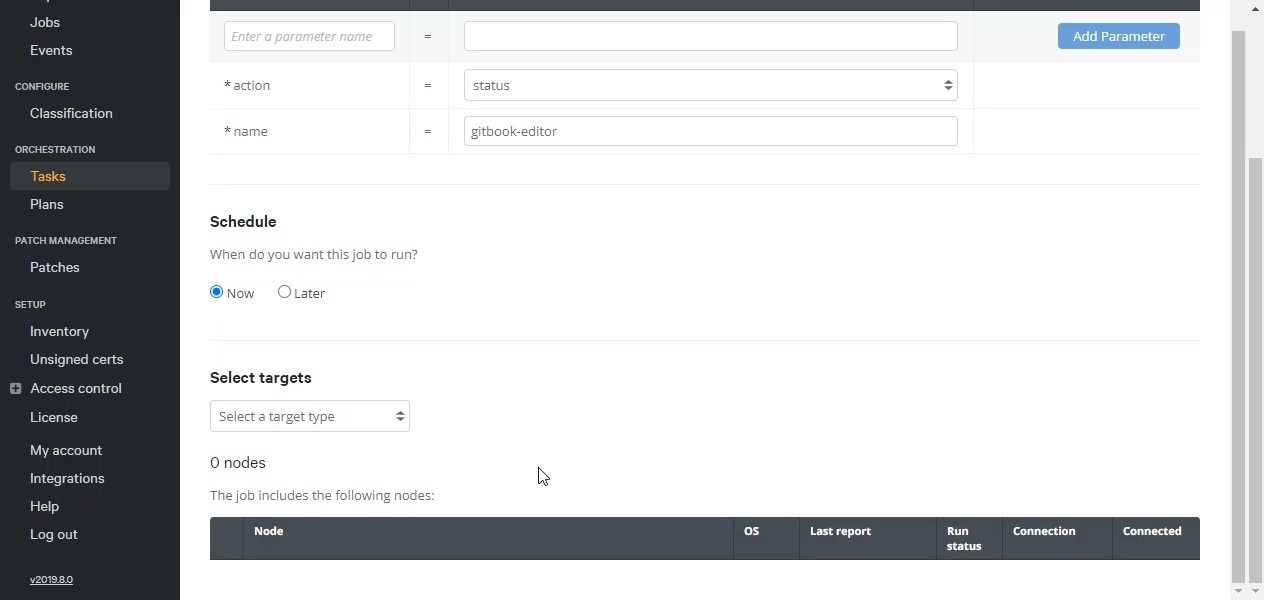 Jobs
Events
CONFIGURE
Classification
ORCHESTRATION
Tasks
Plans
PATCH MANAGEMENT
Patches
SETUP
Inventory
Unsigned certs
Access control
License
My account
Integrations
Help
Log out
v2019.8.0
Enter a parameter name =
Add Parameter
* action = status
* name = gitbook-editor
Schedule
When do you want this job to run?
Now Later
Select targets
Select a target type
0 nodes
The job includes the following nodes:
Node OS Last report Run status Connection Connected